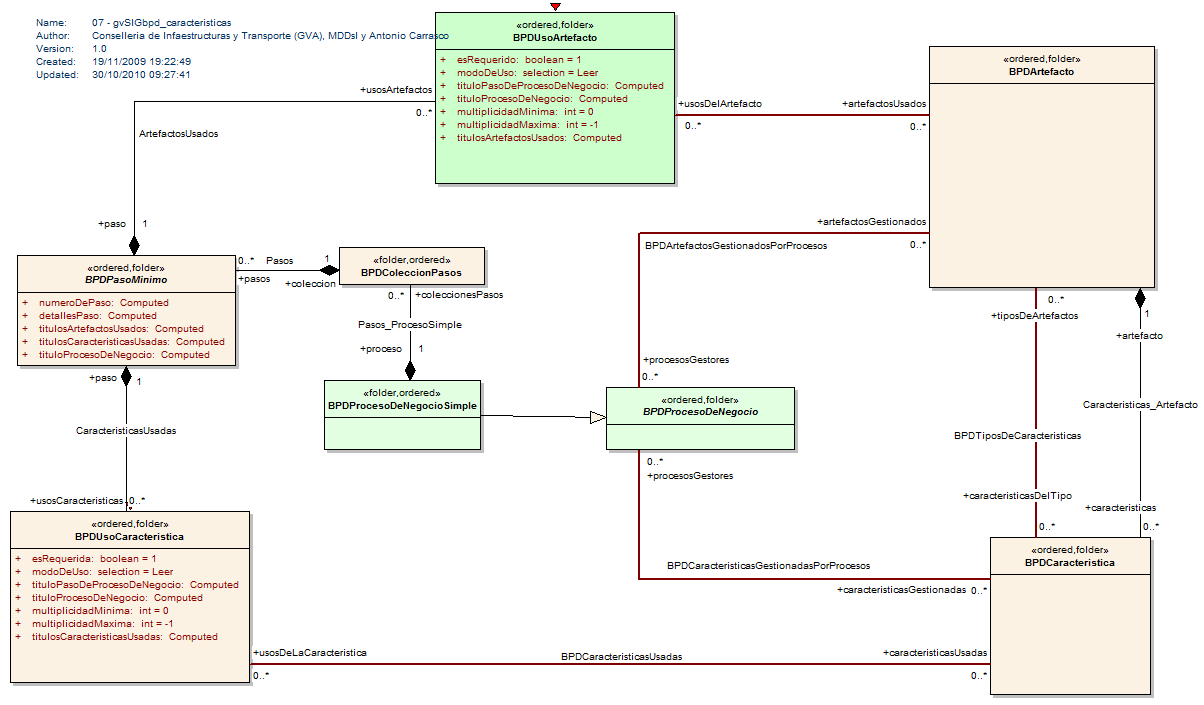 Name: 07 - gvSIGbpd_caracteristicas
Author: Conselleria de Infaestructuras y Transporte (GVA), MDDsl y Antonio Carrasco
Version: 1.0
Created: 19/11/2009 19:22:49
Updated: 30/10/2010 09:27:41
«ordered,folder»
BPDUsoArtefacto
+ esRequerido: boolean = 1
+ modoDeUso: selection = Leer
+ tituloPasoDeProcesoDeNegocio: Computed
+ tituloProcesoDeNegocio: Computed
+ multiplicidadMinima: int = 0
+ multiplicidadMaxima: int = -1
+ titulosArtefactosUsados: Computed
«ordered,folder»
BPDArtefacto
+usosArtefactos
0..*
ArtefactosUsados
+paso 1
+usosDelArtefacto
0..*
+artefactosUsados
0..*
+artefactosGestionados
0..*
BPDArtefactosGestionadosPorProcesos
«ordered,folder»
BPDPasoMinimo
+ numeroDePaso: Computed
+ detallesPaso: Computed
+ titulosArtefactosUsados: Computed
+ titulosCaracteristicasUsadas: Computed
+ tituloProcesoDeNegocio: Computed
0..* Pasos 1
+pasos
+coleccion
«folder,ordered»
BPDColeccionPasos
0..* +coleccionesPasos
Pasos_ProcesoSimple
+proceso 1
«folder,ordered»
BPDProcesoDeNegocioSimple
+procesosGestores
0..*
«ordered,folder»
BPDProcesoDeNegocio
0..*
+procesosGestores
0..*
+tiposDeArtefactos
1
+artefacto
Caracteristicas_Artefacto
BPDTiposDeCaracteristicas
+caracteristicasDelTipo
0..*
+caracteristicas
0..*
+paso 1
CaracteristicasUsadas
+usosCaracteristicas 0..*
«ordered,folder»
BPDUsoCaracteristica
+ esRequerida: boolean = 1
+ modoDeUso: selection = Leer
+ tituloPasoDeProcesoDeNegocio: Computed
+ tituloProcesoDeNegocio: Computed
+ multiplicidadMinima: int = 0
+ multiplicidadMaxima: int = -1
+ titulosCaracteristicasUsadas: Computed
«ordered,folder»
BPDCaracteristica
BPDCaracteristicasGestionadasPorProcesos
+caracteristicasGestionadas 0..*
+usosDeLaCaracteristica
0..*
BPDCaracteristicasUsadas
+caracteristicasUsadas
0..*